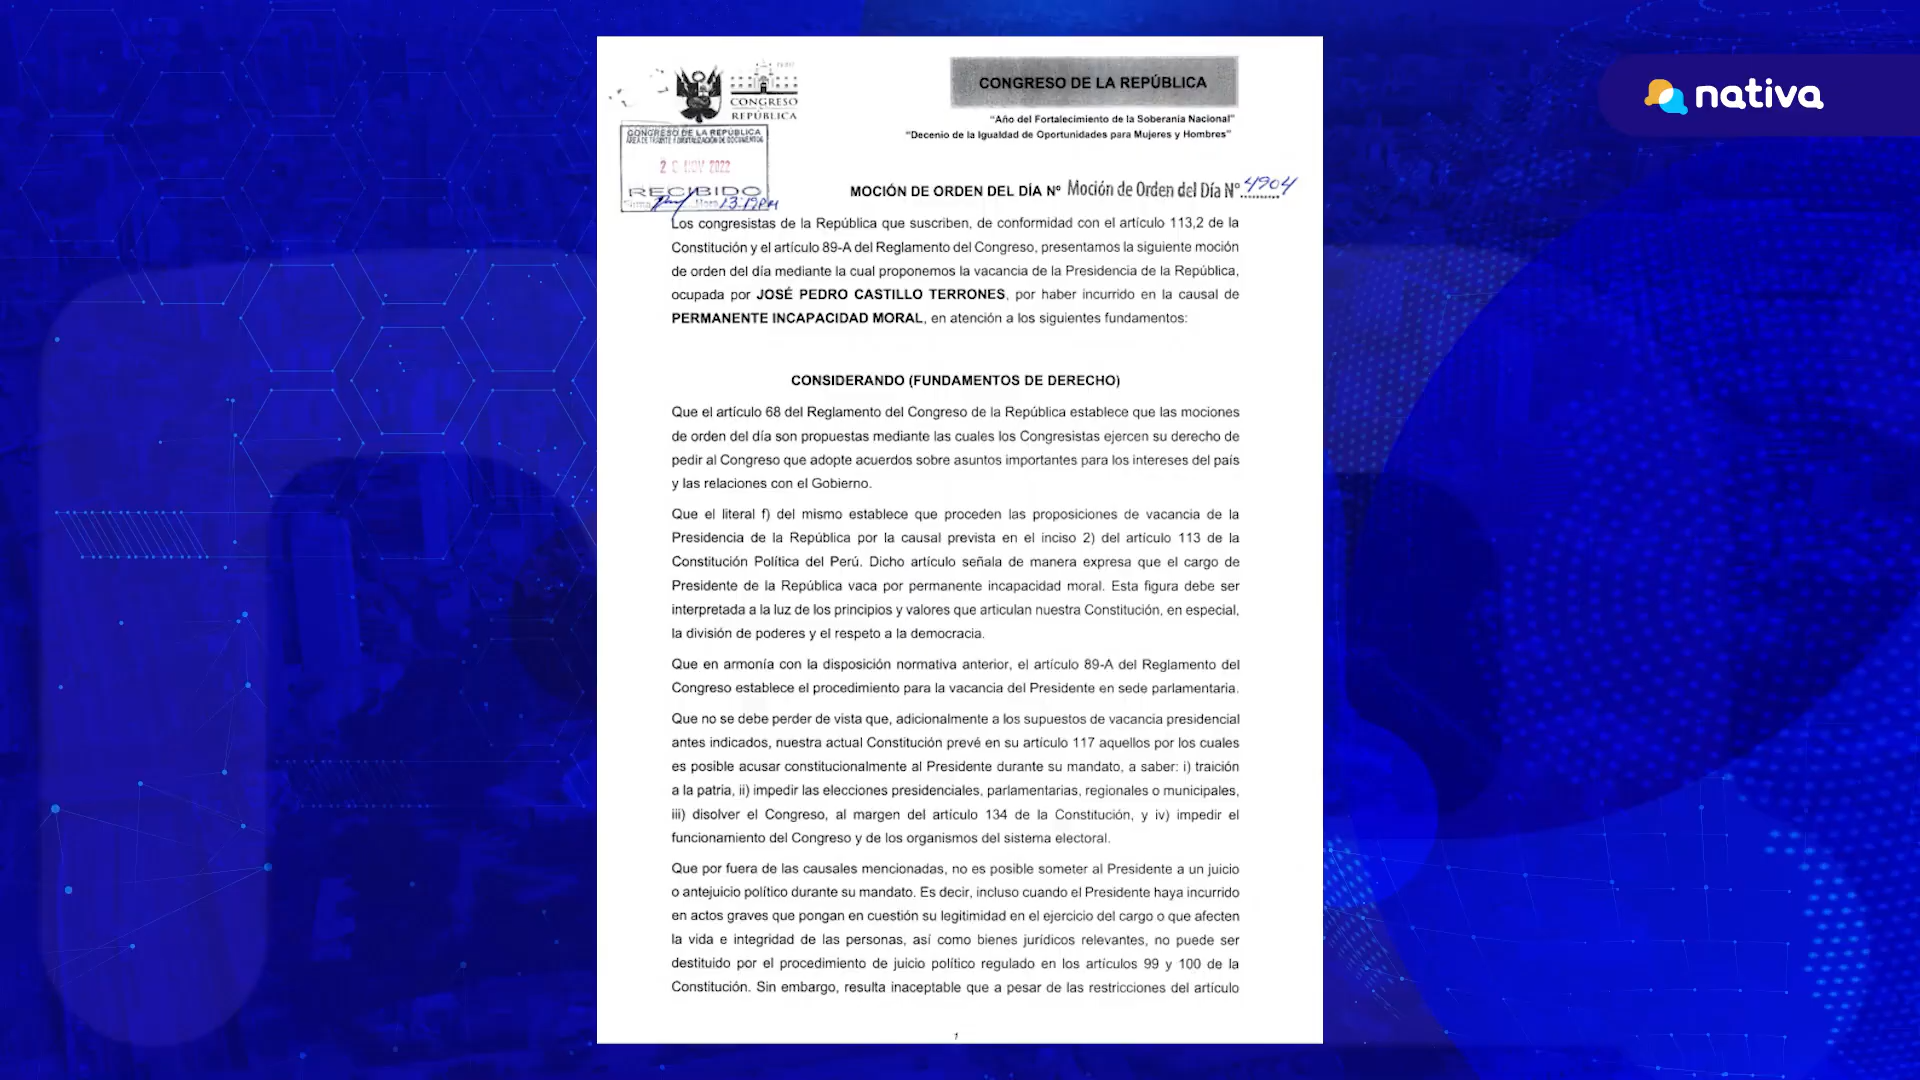 nativa
CONGRESO
REPÚBLICA
CONGRESO DE LA REPÚBLICA
"Año del Fortalecimiento de la Soberanía Nacional"
"Decenio de la Igualdad de Oportunidades para Mujeres y Hombres"
CONGRESO DE LA REPÚBLICA
ÁREA DE TRÁMITE Y DIGITALIZACIÓN DE DOCUMENTOS
NOV 2022
RECIBIDO
Firma Hora
MOCIÓN DE ORDEN DEL DÍA Nº Moción de Orden del Día N° 4904
Los congresistas de la República que suscriben, de conformidad con el artículo 113,2 de la
Constitución y el artículo 89-A del Reglamento del Congreso, presentamos la siguiente moción
de orden del día mediante la cual proponemos la vacancia de la Presidencia de la República,
ocupada por JOSÉ PEDRO CASTILLO TERRONES, por haber incurrido en la causal de
PERMANENTE INCAPACIDAD MORAL, en atención a los siguientes fundamentos:
CONSIDERANDO (FUNDAMENTOS DE DERECHO)
Que el artículo 68 del Reglamento del Congreso de la República establece que las mociones
de orden del día son propuestas mediante las cuales los Congresistas ejercen su derecho de
pedir al Congreso que adopte acuerdos sobre asuntos importantes para los intereses del país
y las relaciones con el Gobierno.
Que el literal f) del mismo establece que proceden las proposiciones de vacancia de la
Presidencia de la República por la causal prevista en el inciso 2) del artículo 113 de la
Constitución Política del Perú. Dicho artículo señala de manera expresa que el cargo de
Presidente de la República vaca por permanente incapacidad moral. Esta figura debe ser
interpretada a la luz de los principios y valores que articulan nuestra Constitución, en especial,
la división de poderes y el respeto a la democracia.
Que en armonía con la disposición normativa anterior, el artículo 89-A del Reglamento del
Congreso establece el procedimiento para la vacancia del Presidente en sede parlamentaria.
Que no se debe perder de vista que, adicionalmente a los supuestos de vacancia presidencial
antes indicados, nuestra actual Constitución prevé en su artículo 117 aquellos por los cuales
es posible acusar constitucionalmente al Presidente durante su mandato, a saber: i) traición
a la patria, ii) impedir las elecciones presidenciales, parlamentarias, regionales o municipales,
iii) disolver el Congreso, al margen del artículo 134 de la Constitución, y iv) impedir el
funcionamiento del Congreso y de los organismos del sistema electoral.
Que por fuera de las causales mencionadas, no es posible someter al Presidente a un juicio
o antejuicio político durante su mandato. Es decir, incluso cuando el Presidente haya incurrido
en actos graves que pongan en cuestión su legitimidad en el ejercicio del cargo o que afecten
la vida e integridad de las personas, así como bienes jurídicos relevantes, no puede ser
destituido por el procedimiento de juicio político regulado en los artículos 99 y 100 de la
Constitución. Sin embargo, resulta inaceptable que a pesar de las restricciones del artículo
1